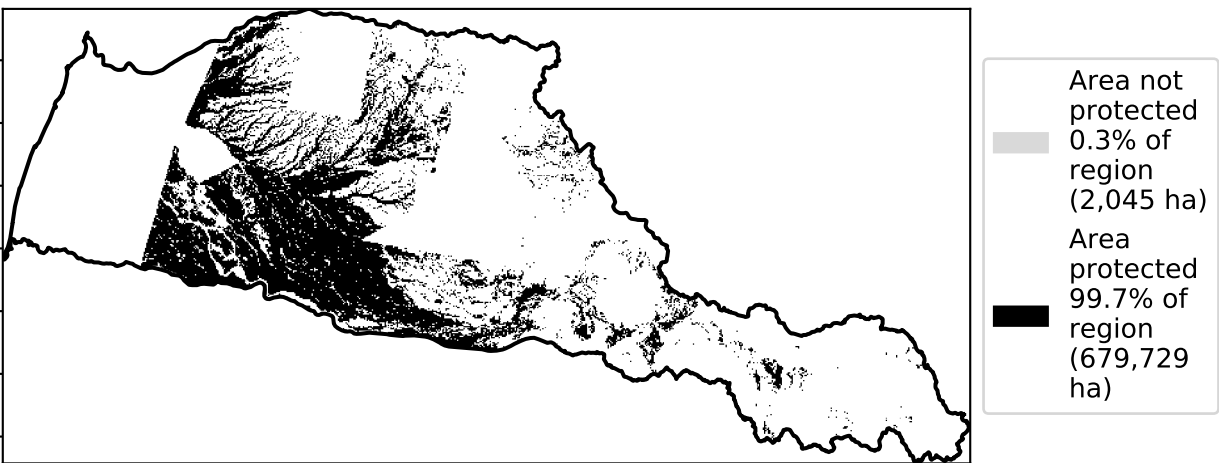 Area not
protected
0.3% of
region
(2,045 ha)
Area
protected
99.7% of
region
(679,729
ha)